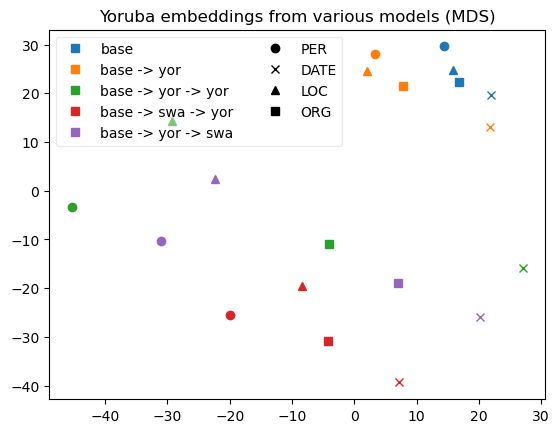 Yoruba embeddings from various models (MDS)
base
base -> yor
base -> yor -> yor
base -> swa -> yor
base -> yor -> swa
PER
DATE
LOC
ORG
30
20
10
0
−10
−20
−30
−40
−40
−30
−20
−10
0
10
20
30